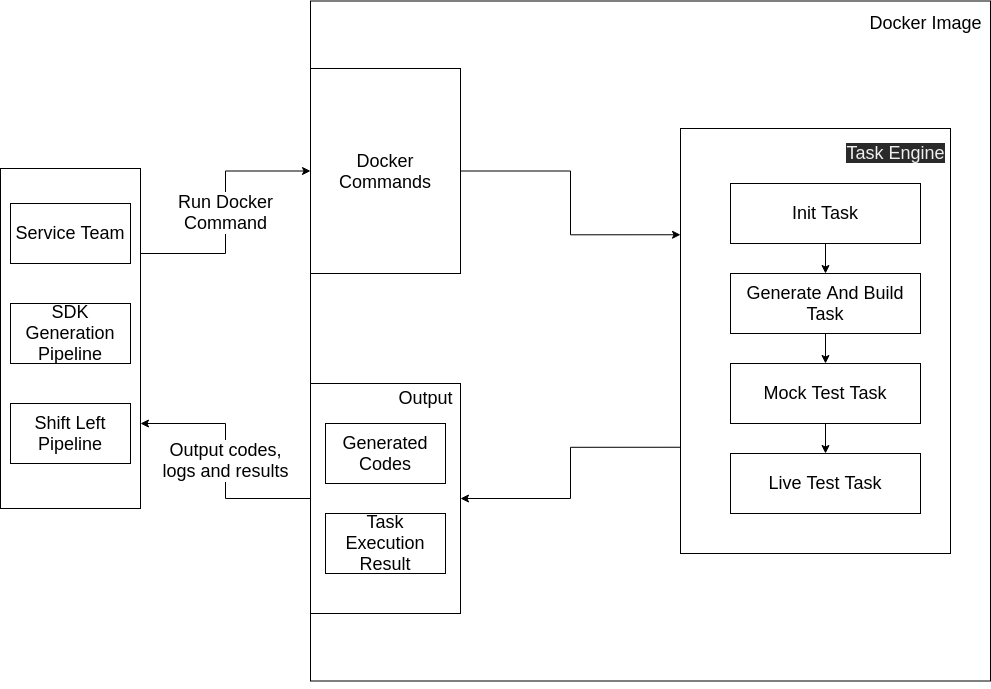 Docker Image
Service Team
SDK
Generation
Pipeline
Shift Left
Pipeline
Run Docker
Command
Docker
Commands
Task Engine
Init Task
Generate And Build
Task
Mock Test Task
Live Test Task
Output
Generated
Codes
Task
Execution
Result
Output codes,
logs and results